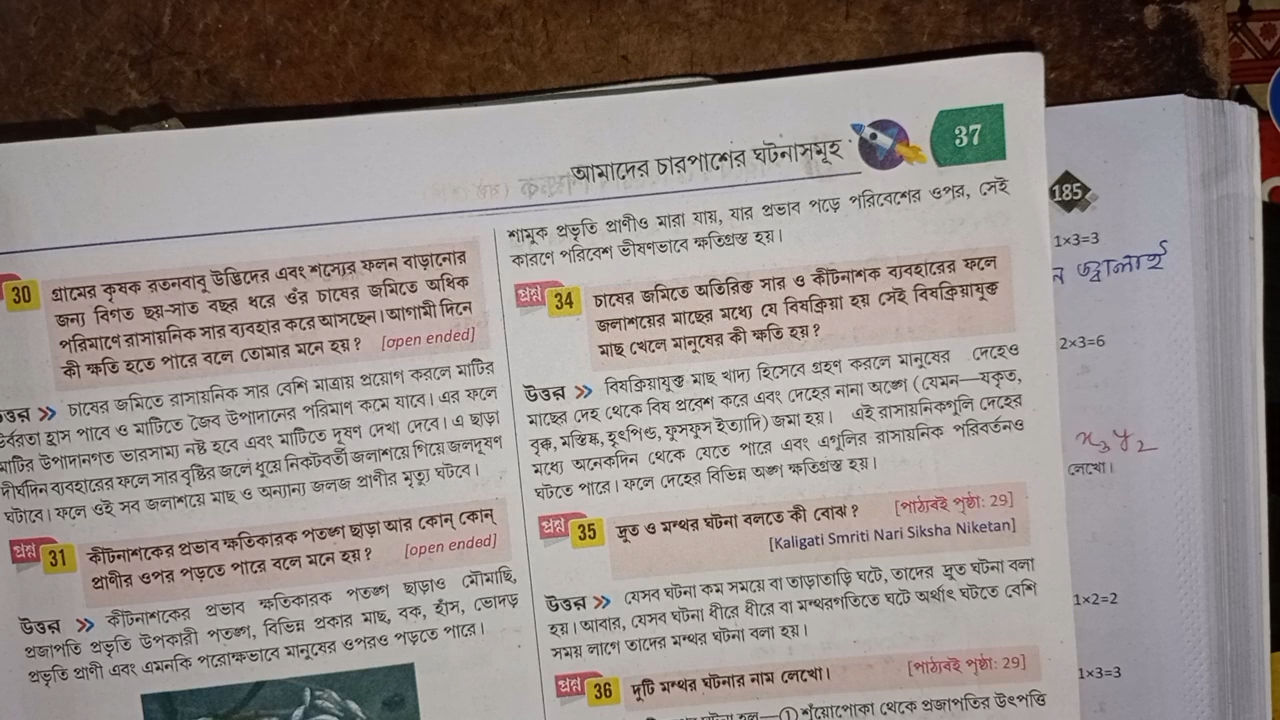 আমাদের চারপাশের ঘটনাসমূহ
37
30 গ্রামের কৃষক রতনবাবু উদ্ভিদের এবং শস্যের ফলন বাড়ানোর
জন্য বিগত ছয়-সাত বছর ধরে ওঁর চাষের জমিতে অধিক
পরিমাণে রাসায়নিক সার ব্যবহার করে আসছেন। আগামী দিনে
কী ক্ষতি হতে পারে বলে তোমার মনে হয়? [open ended]
চাষের জমিতে রাসায়নিক সার বেশি মাত্রায় প্রয়োগ করলে মাটির
হ্রাস পাবে ও মাটিতে জৈব উপাদানের পরিমাণ কমে যাবে। এর ফলে
মাটির উপাদানগত ভারসাম্য নষ্ট হবে এবং মাটিতে দূষণ দেখা দেবে। এ ছাড়া
দীর্ঘদিন ব্যবহারের ফলে সার বৃষ্টির জলে ধুয়ে নিকটবর্তী জলাশয়ে গিয়ে জলদূষণ
ঘটাবে। ফলে ওই সব জলাশয়ে মাছ ও অন্যান্য জলজ প্রাণীর মৃত্যু ঘটবে।
প্রশ্ন 31 কীটনাশকের প্রভাব ক্ষতিকারক পতঙ্গ ছাড়া আর কোন্ কোন্
প্রাণীর ওপর পড়তে পারে বলে মনে হয়? [open ended]
উত্তর >> কীটনাশকের প্রভাব ক্ষতিকারক পতঙ্গ ছাড়াও মৌমাছি,
প্রজাপতি প্রভৃতি উপকারী পতঙ্গ, বিভিন্ন প্রকার মাছ, বক, হাঁস, ভোদড়
প্রভৃতি প্রাণী এবং এমনকি পরোক্ষভাবে মানুষের ওপরও পড়তে পারে।
শামুক প্রভৃতি প্রাণীও মারা যায়, যার প্রভাব পড়ে পরিবেশের ওপর, সেই
কারণে পরিবেশ ভীষণভাবে ক্ষতিগ্রস্ত হয়।
প্রশ্ন 34 চাষের জমিতে অতিরিক্ত সার ও কীটনাশক ব্যবহারের ফলে
জলাশয়ের মাছের মধ্যে যে বিষক্রিয়া হয় সেই বিষক্রিয়াযুক্ত
মাছ খেলে মানুষের কী ক্ষতি হয়?
উত্তর >> বিষক্রিয়াযুক্ত মাছ খাদ্য হিসেবে গ্রহণ করলে মানুষের দেহেও
মাছের দেহ থেকে বিষ প্রবেশ করে এবং দেহের নানা অঙ্গে (যেমন—যকৃত,
বৃক্ক, মস্তিষ্ক, হৃৎপিণ্ড, ফুসফুস ইত্যাদি) জমা হয়। এই রাসায়নিকগুলি দেহের
মধ্যে অনেকদিন থেকে যেতে পারে এবং এগুলির রাসায়নিক পরিবর্তনও
ঘটতে পারে। ফলে দেহের বিভিন্ন অঙ্গ ক্ষতিগ্রস্ত হয়।
প্রশ্ন 35 দ্রুত ও মন্থর ঘটনা বলতে কী বোঝ? [পাঠ্যবই পৃষ্ঠা: 29]
[Kaligati Smriti Nari Siksha Niketan]
উত্তর >> যেসব ঘটনা কম সময়ে বা তাড়াতাড়ি ঘটে, তাদের দ্রুত ঘটনা বলা
হয়। আবার, যেসব ঘটনা ধীরে ধীরে বা মন্থরগতিতে ঘটে অর্থাৎ ঘটতে বেশি
সময় লাগে তাদের মন্থর ঘটনা বলা হয়।
প্রশ্ন 36 দুটি মন্থর ঘটনার নাম লেখো। [পাঠ্যবই পৃষ্ঠা: 29]
① শুঁয়োপোকা থেকে প্রজাপতির উৎপত্তি
185
1×3=3
2×3=6
x₃y₂
লেখো।
1×2=2
1×3=3